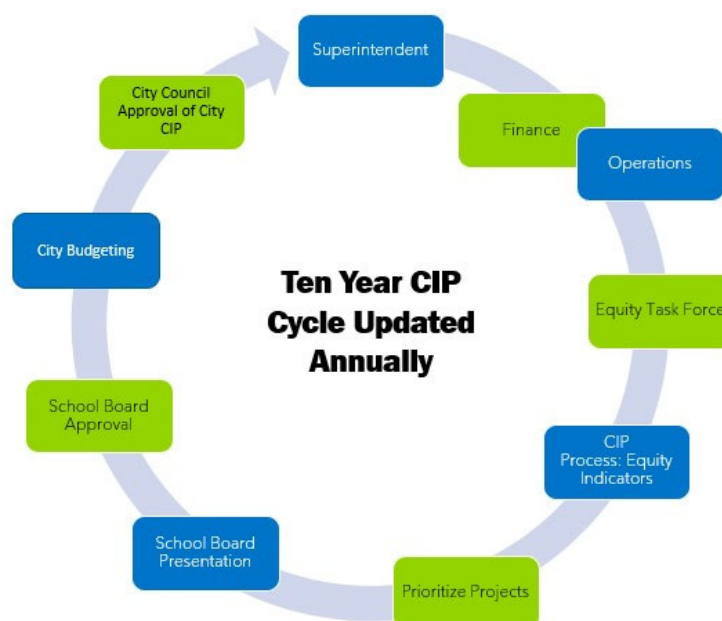 Superintendent
Finance
Operations
Equity Task Force
CIP
Process: Equity
Indicators
Prioritize Projects
School Board
Presentation
School Board
Approval
City Budgeting
City Council
Approval of City
CIP
Ten Year CIP
Cycle Updated
Annually